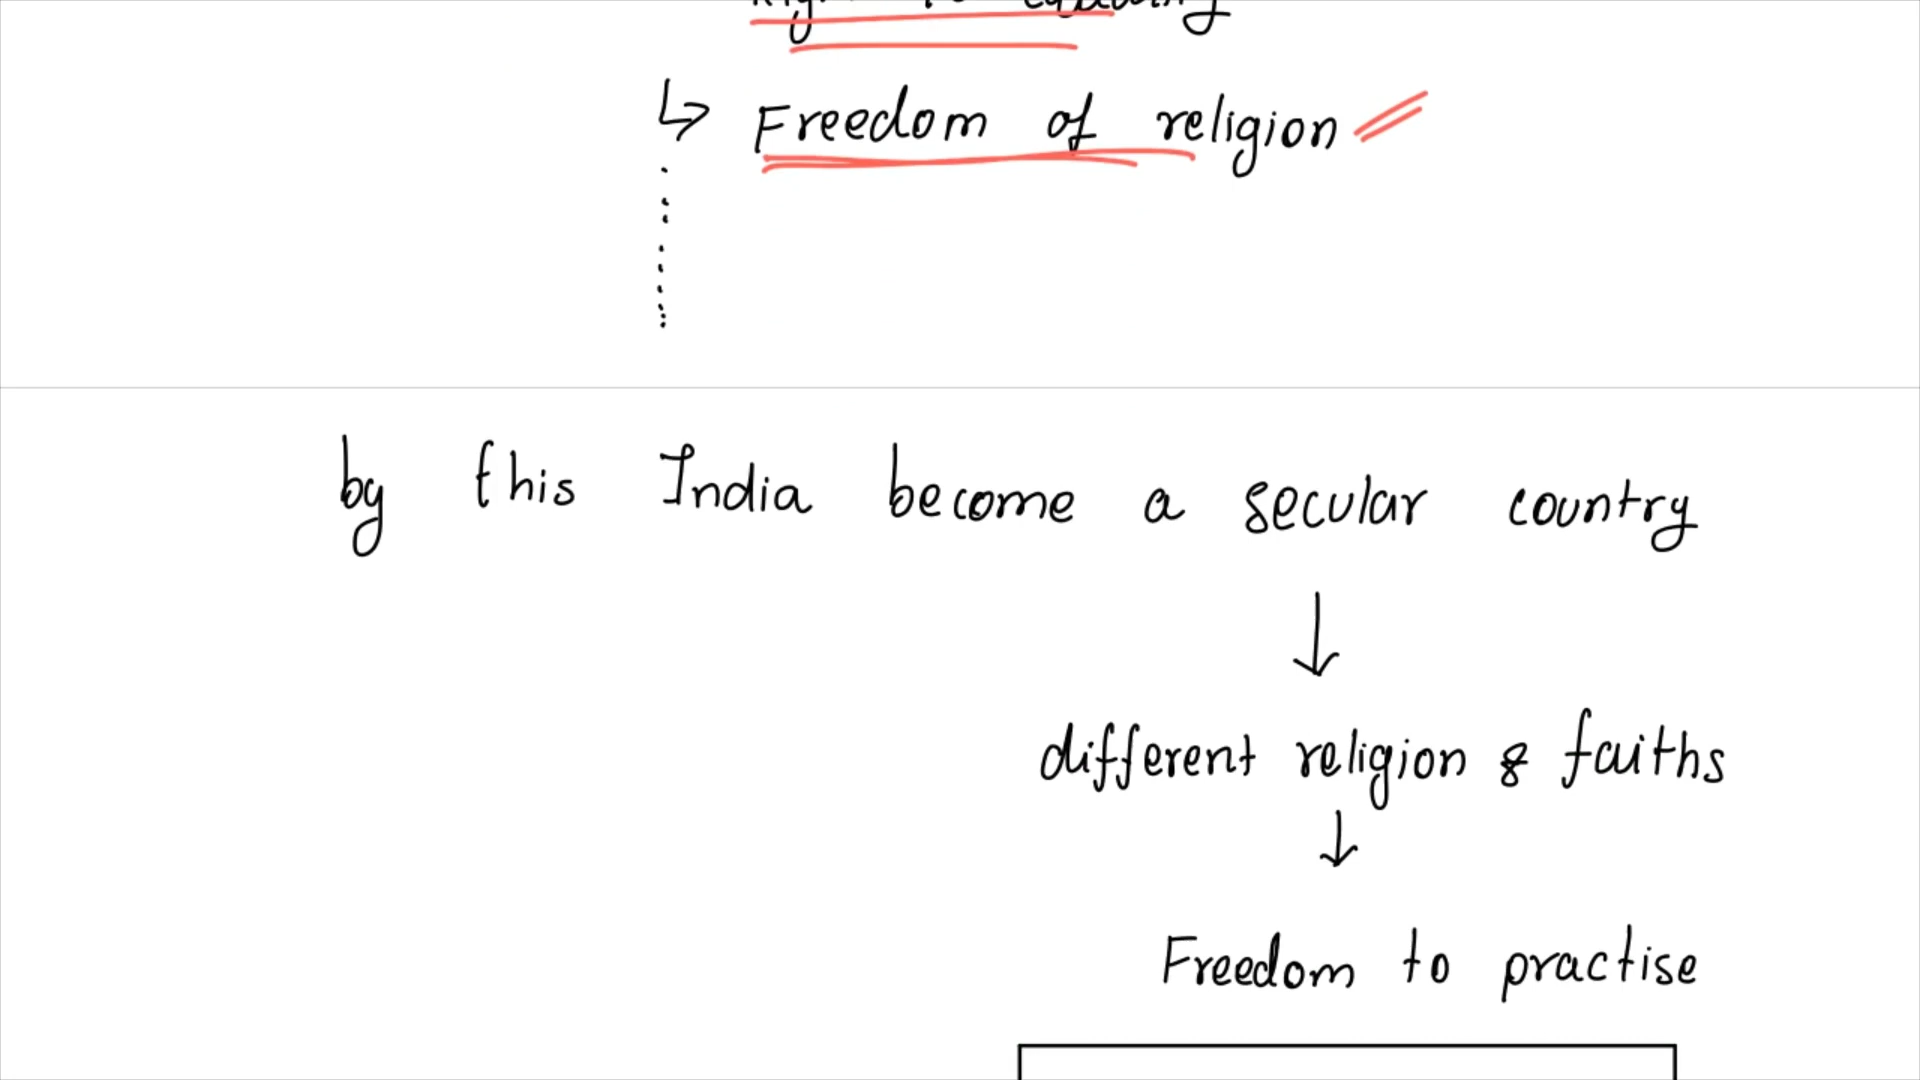 Freedom of religion
by this India become a secular country
different religion & faiths
Freedom to practise